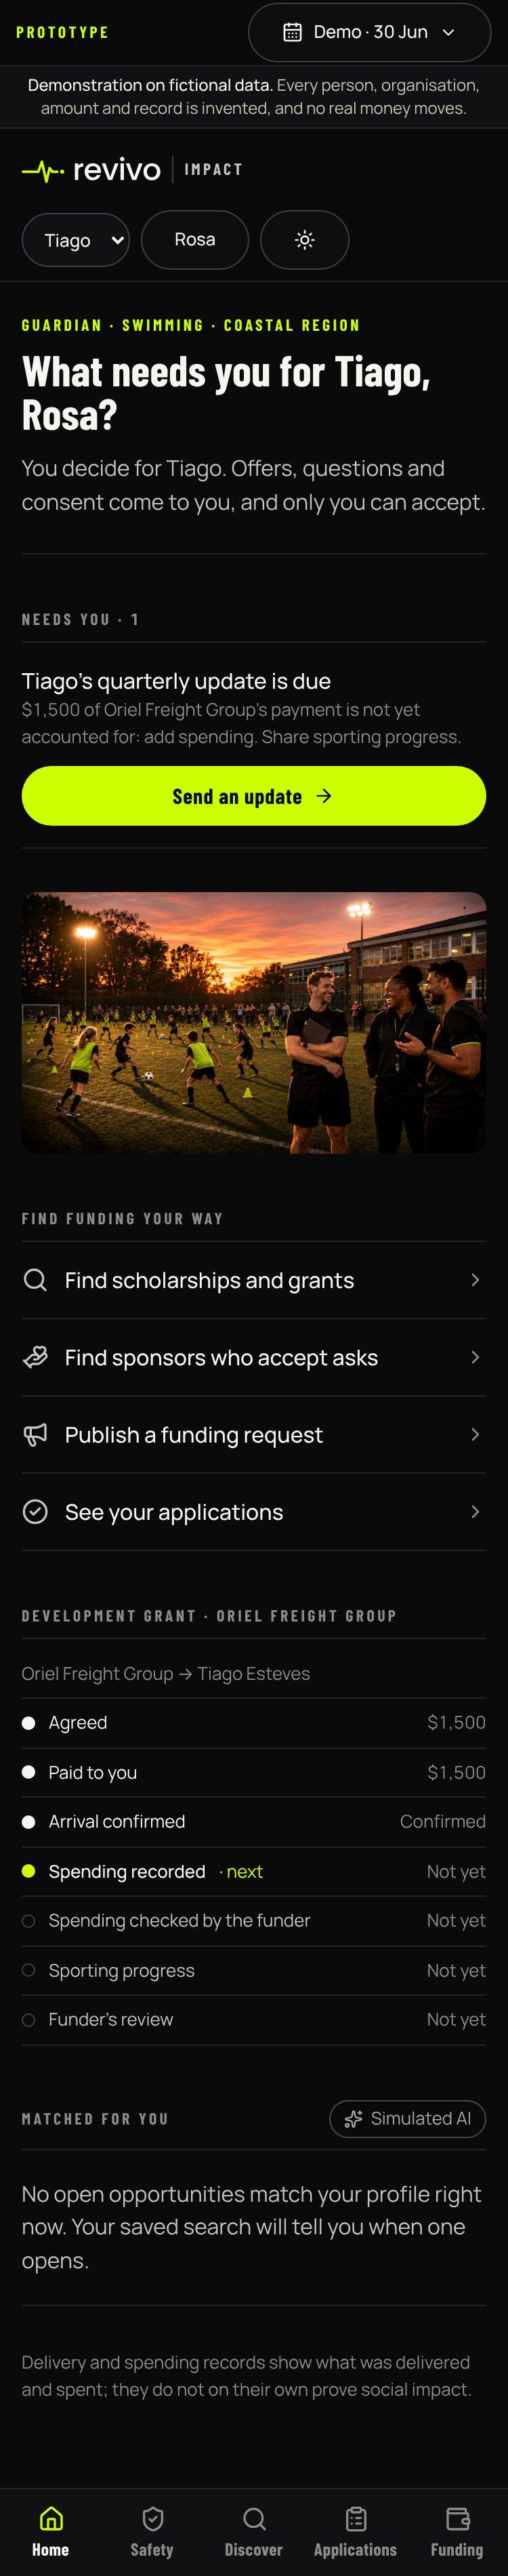 PROTOTYPE
Demo · 30 Jun
Demonstration on fictional data. Every person, organisation,
amount and record is invented, and no real money moves.
revivo
IMPACT
Tiago
Rosa
GUARDIAN · SWIMMING · COASTAL REGION
What needs you for Tiago,
Rosa?
You decide for Tiago. Offers, questions and
consent come to you, and only you can accept.
NEEDS YOU · 1
Tiago's quarterly update is due
$1,500 of Oriel Freight Group's payment is not yet
accounted for: add spending. Share sporting progress.
Send an update →
FIND FUNDING YOUR WAY
Find scholarships and grants
Find sponsors who accept asks
Publish a funding request
See your applications
DEVELOPMENT GRANT · ORIEL FREIGHT GROUP
Oriel Freight Group → Tiago Esteves
Agreed $1,500
Paid to you $1,500
Arrival confirmed Confirmed
Spending recorded · next Not yet
Spending checked by the funder Not yet
Sporting progress Not yet
Funder's review Not yet
MATCHED FOR YOU
Simulated AI
No open opportunities match your profile right
now. Your saved search will tell you when one
opens.
Delivery and spending records show what was delivered
and spent; they do not on their own prove social impact.
Home Safety Discover Applications Funding